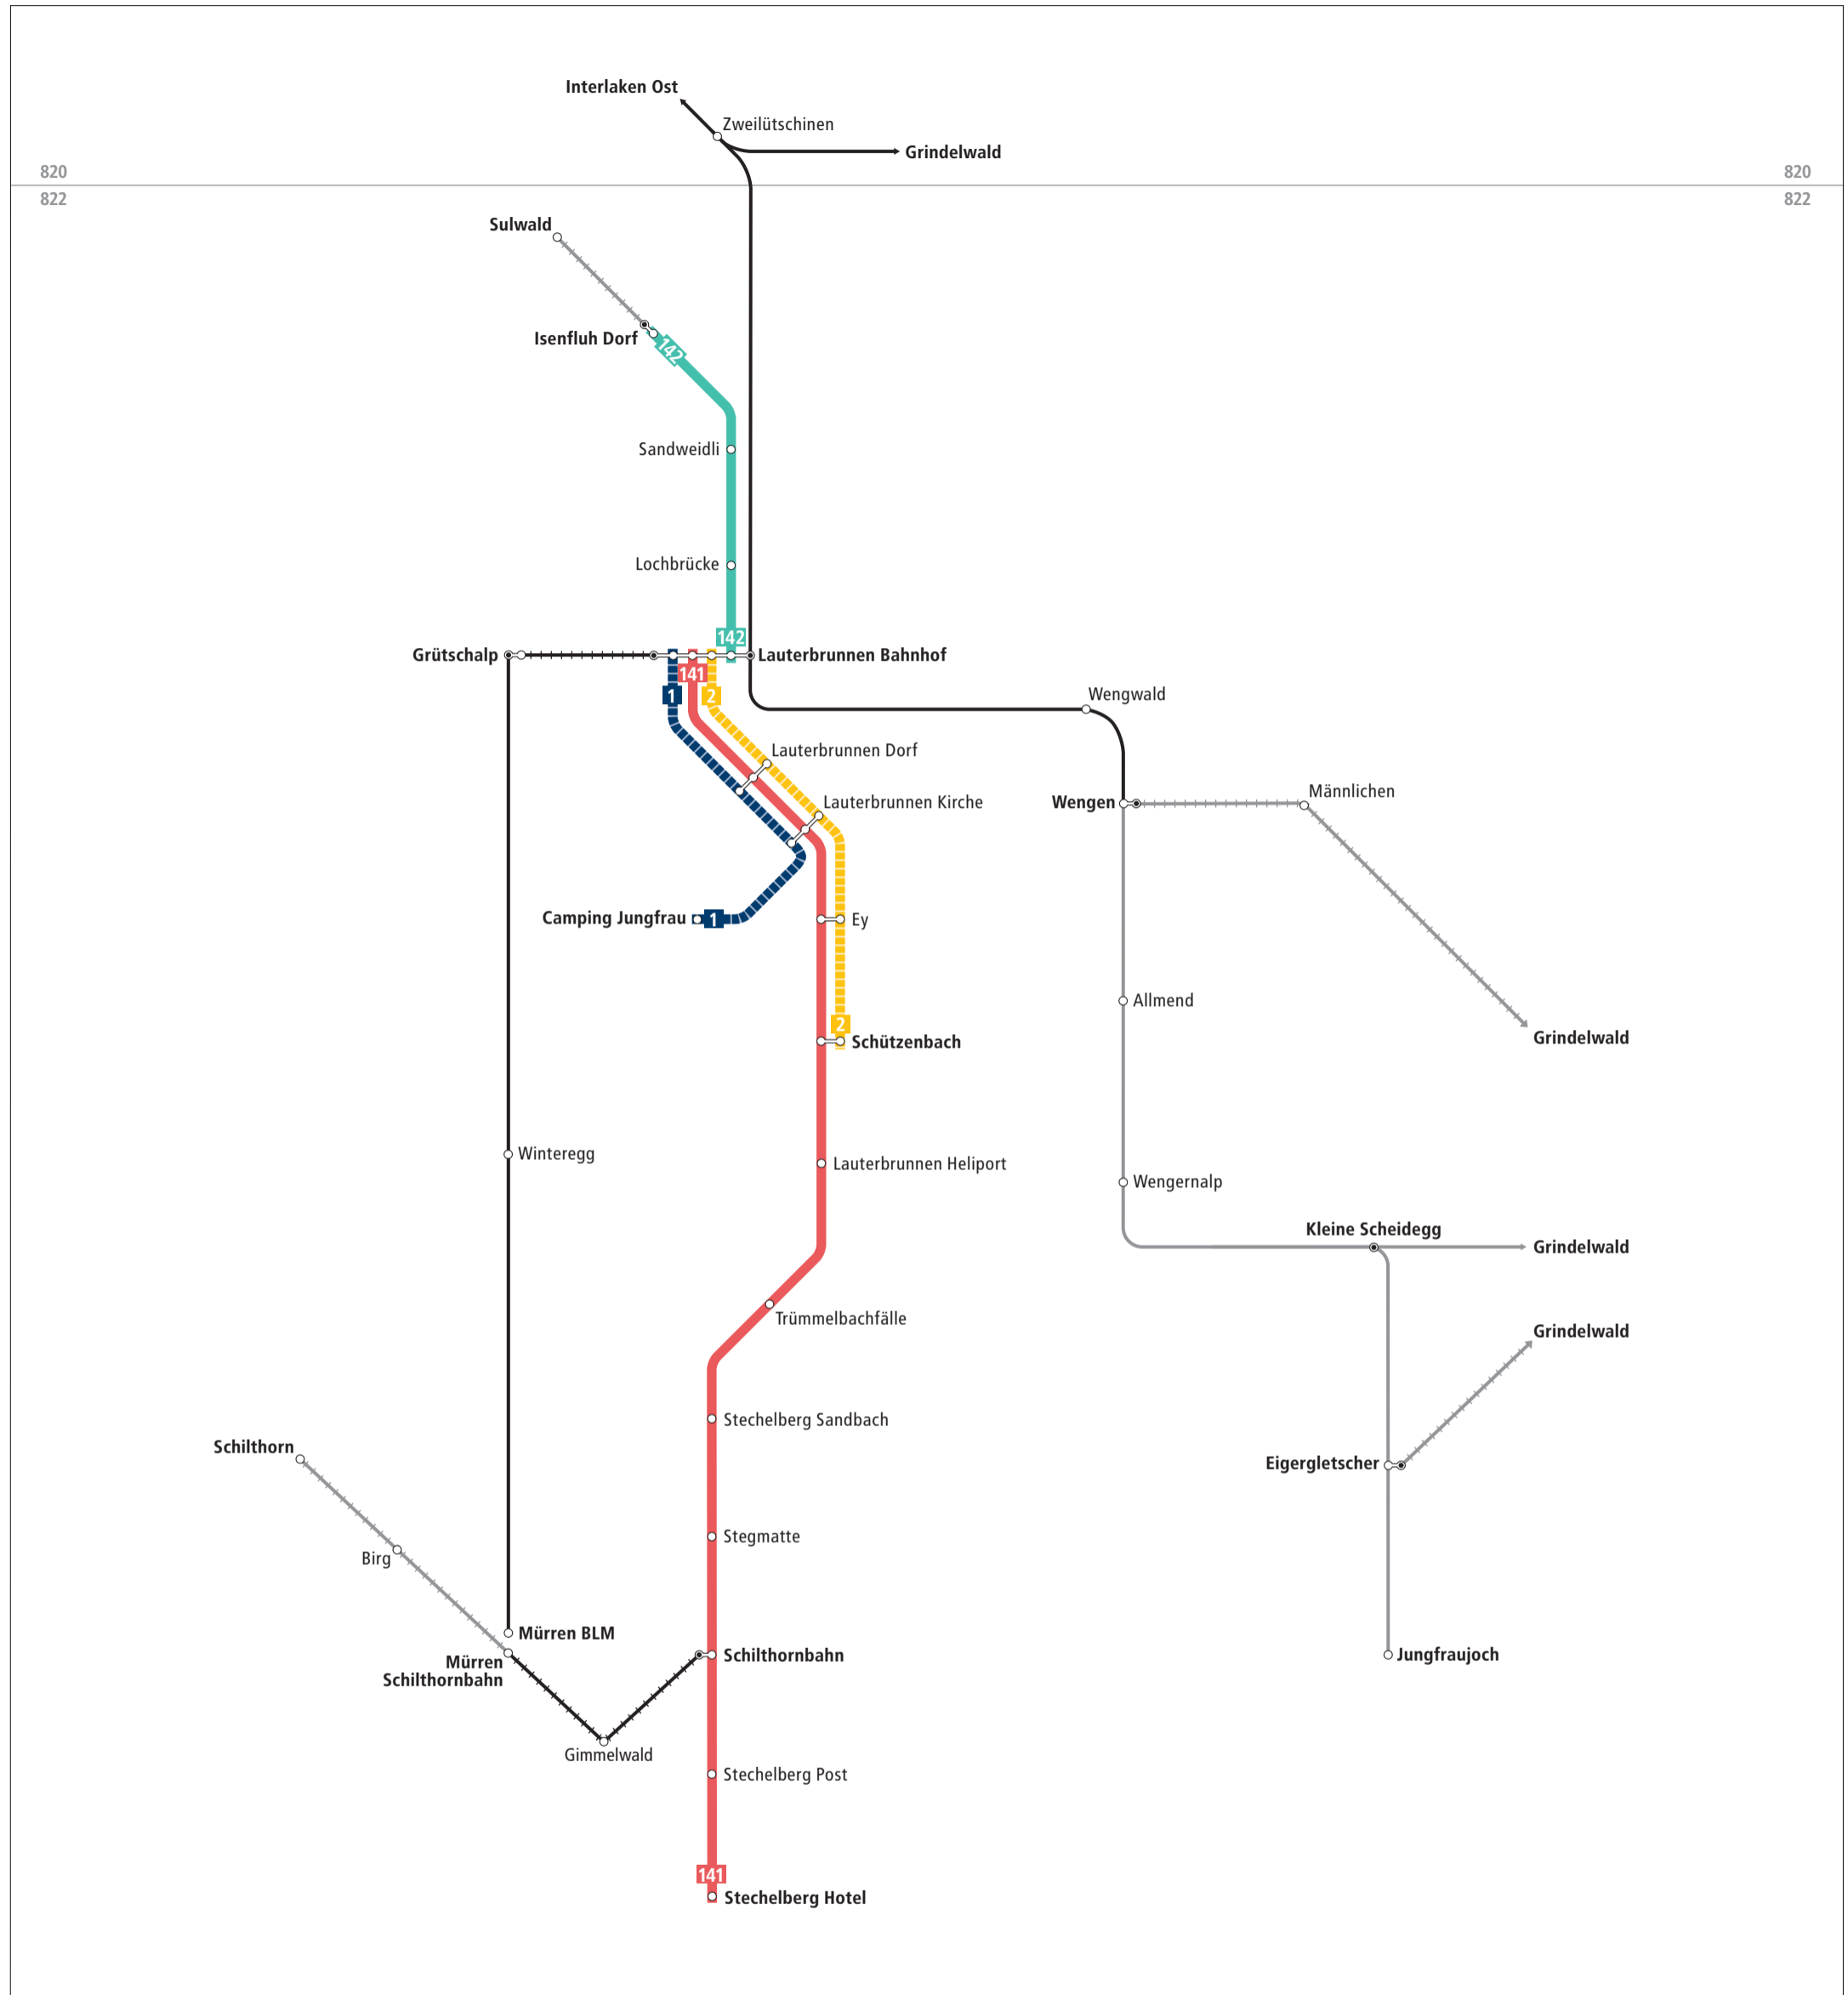 Interlaken Ost
Zweilütschinen
Grindelwald
820
820
822
822
Sulwald
Isenfluh Dorf
142
Sandweidli
Lochbrücke
142
Grütschalp
Lauterbrunnen Bahnhof
141
1
2
Wengwald
Lauterbrunnen Dorf
Männlichen
Lauterbrunnen Kirche
Wengen
Camping Jungfrau
1
Ey
Allmend
2
Schützenbach
Grindelwald
Winteregg
Lauterbrunnen Heliport
Wengernalp
Kleine Scheidegg
Grindelwald
Trümmelbachfälle
Grindelwald
Stechelberg Sandbach
Schilthorn
Eigergletscher
Stegmatte
Birg
Mürren BLM
Schilthornbahn
Jungfraujoch
Mürren
Schilthornbahn
Gimmelwald
Stechelberg Post
141
Stechelberg Hotel